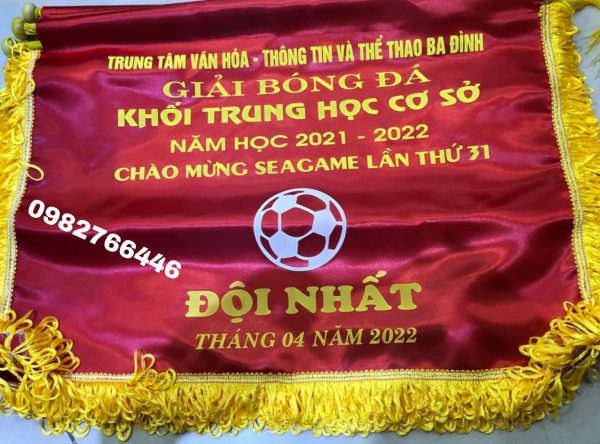 TRUNG TÂM VĂN HÓA - THÔNG TIN VÀ THỂ THAO BA ĐÌNH
GIẢI BÓNG ĐÁ
KHỐI TRUNG HỌC CƠ SỞ
NĂM HỌC 2021 - 2022
CHÀO MỪNG SEAGAME LẦN THỨ 31
0982766446
ĐỘI NHẤT
THÁNG 04 NĂM 2022